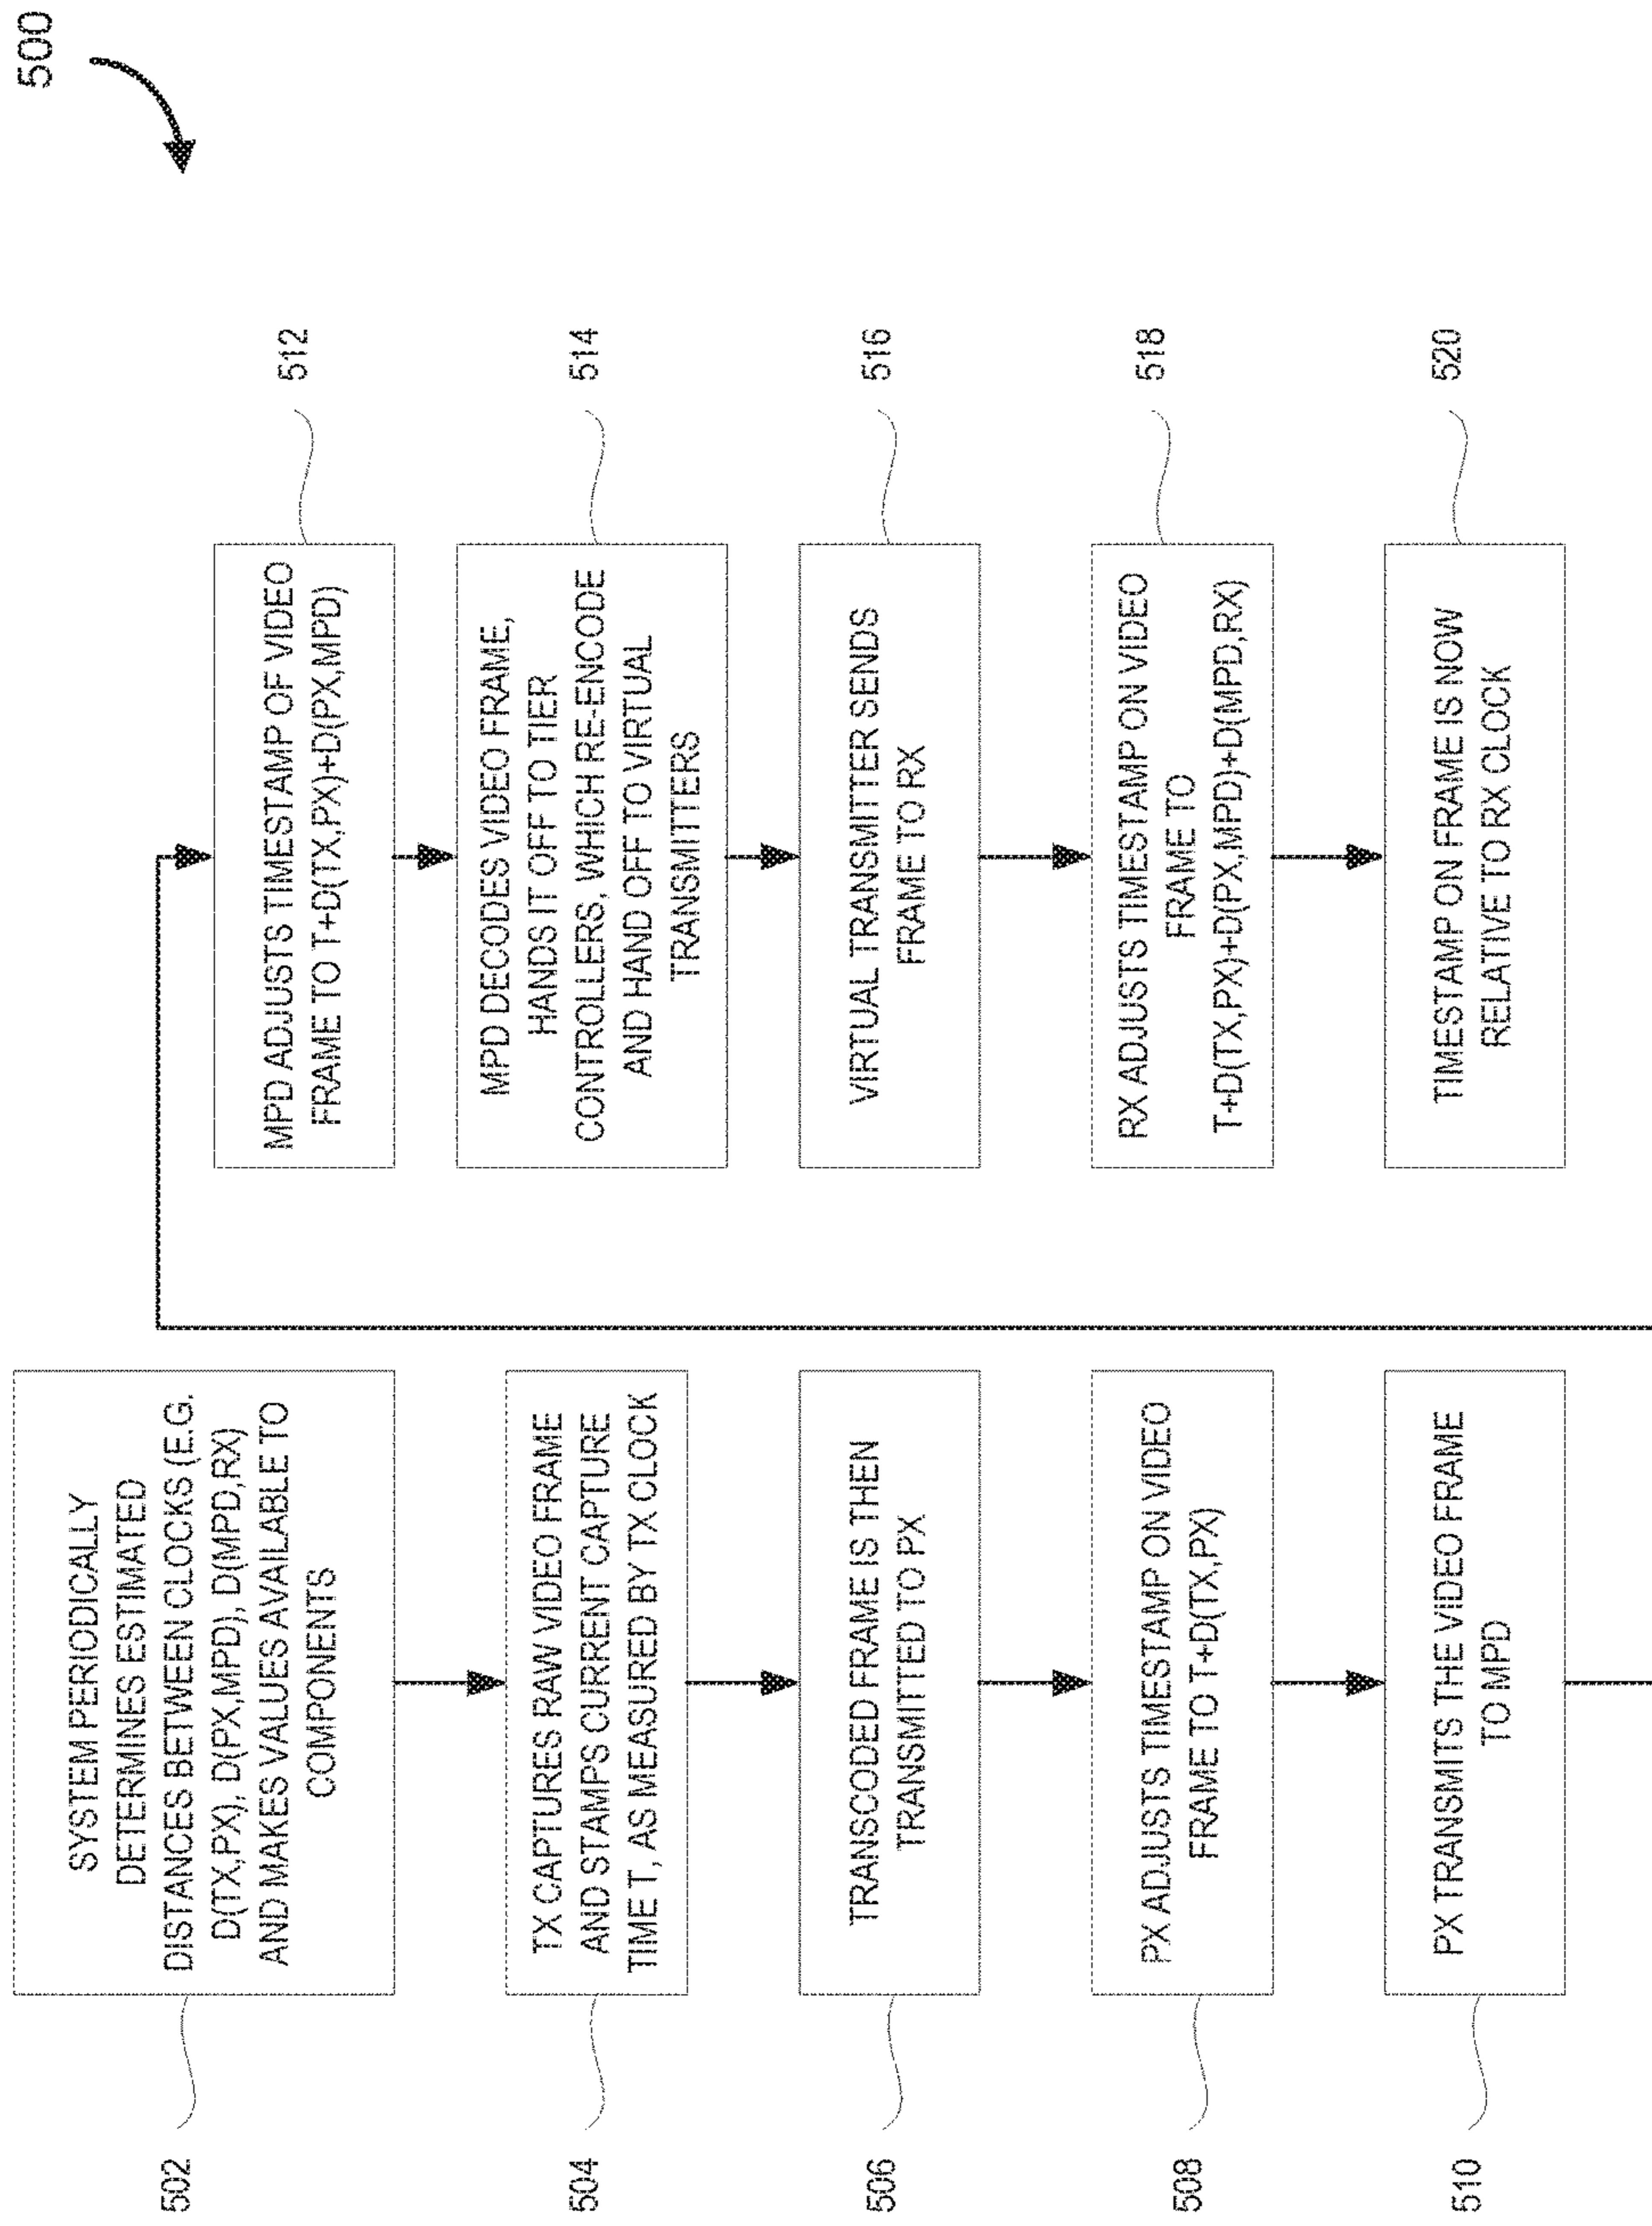 500
502
SYSTEM PERIODICALLY
DETERMINES ESTIMATED
DISTANCES BETWEEN CLOCKS (E.G.
D(TX,PX), D(PX,MPD), D(MPD,RX)
AND MAKES VALUES AVAILABLE TO
COMPONENTS
504
TX CAPTURES RAW VIDEO FRAME
AND STAMPS CURRENT CAPTURE
TIME T, AS MEASURED BY TX CLOCK
506
TRANSCODED FRAME IS THEN
TRANSMITTED TO PX
508
PX ADJUSTS TIMESTAMP ON VIDEO
FRAME TO T+D(TX,PX)
510
PX TRANSMITS THE VIDEO FRAME
TO MPD
512
MPD ADJUSTS TIMESTAMP OF VIDEO
FRAME TO T+D(TX,PX)+D(PX,MPD)
514
MPD DECODES VIDEO FRAME,
HANDS IT OFF TO TIER
CONTROLLERS, WHICH RE-ENCODE
AND HAND OFF TO VIRTUAL
TRANSMITTERS
516
VIRTUAL TRANSMITTER SENDS
FRAME TO RX
518
RX ADJUSTS TIMESTAMP ON VIDEO
FRAME TO
T+D(TX,PX)+D(PX,MPD)+D(MPD,RX)
520
TIMESTAMP ON FRAME IS NOW
RELATIVE TO RX CLOCK